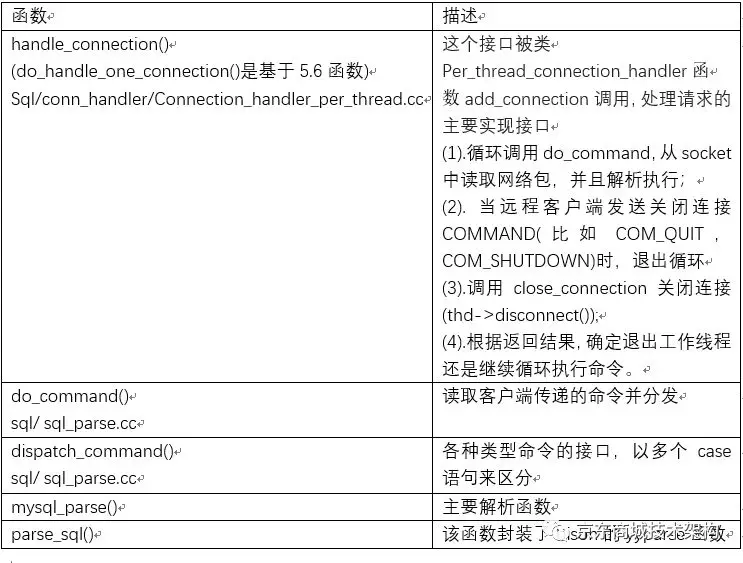 函数
描述
handle_connection()
(do_handle_one_connection()是基于 5.6 函数)
Sql/conn_handler/Connection_handler_per_thread.cc
这个接口被类
Per_thread_connection_handler 函
数 add_connection 调用, 处理请求的
主要实现接口
(1).循环调用 do_command, 从 socket
中读取网络包，并且解析执行；
(2). 当远程客户端发送关闭连接
COMMAND( 比如 COM_QUIT ，
COM_SHUTDOWN)时，退出循环
(3).调用 close_connection 关闭连接
(thd->disconnect());
(4).根据返回结果, 确定退出工作线程
还是继续循环执行命令。
do_command()
sql/ sql_parse.cc
读取客户端传递的命令并分发
dispatch_command()
sql/ sql_parse.cc
各种类型命令的接口，以多个 case
语句来区分
mysql_parse()
主要解析函数
parse_sql()
该函数封装了
函数
京东商城技术架构